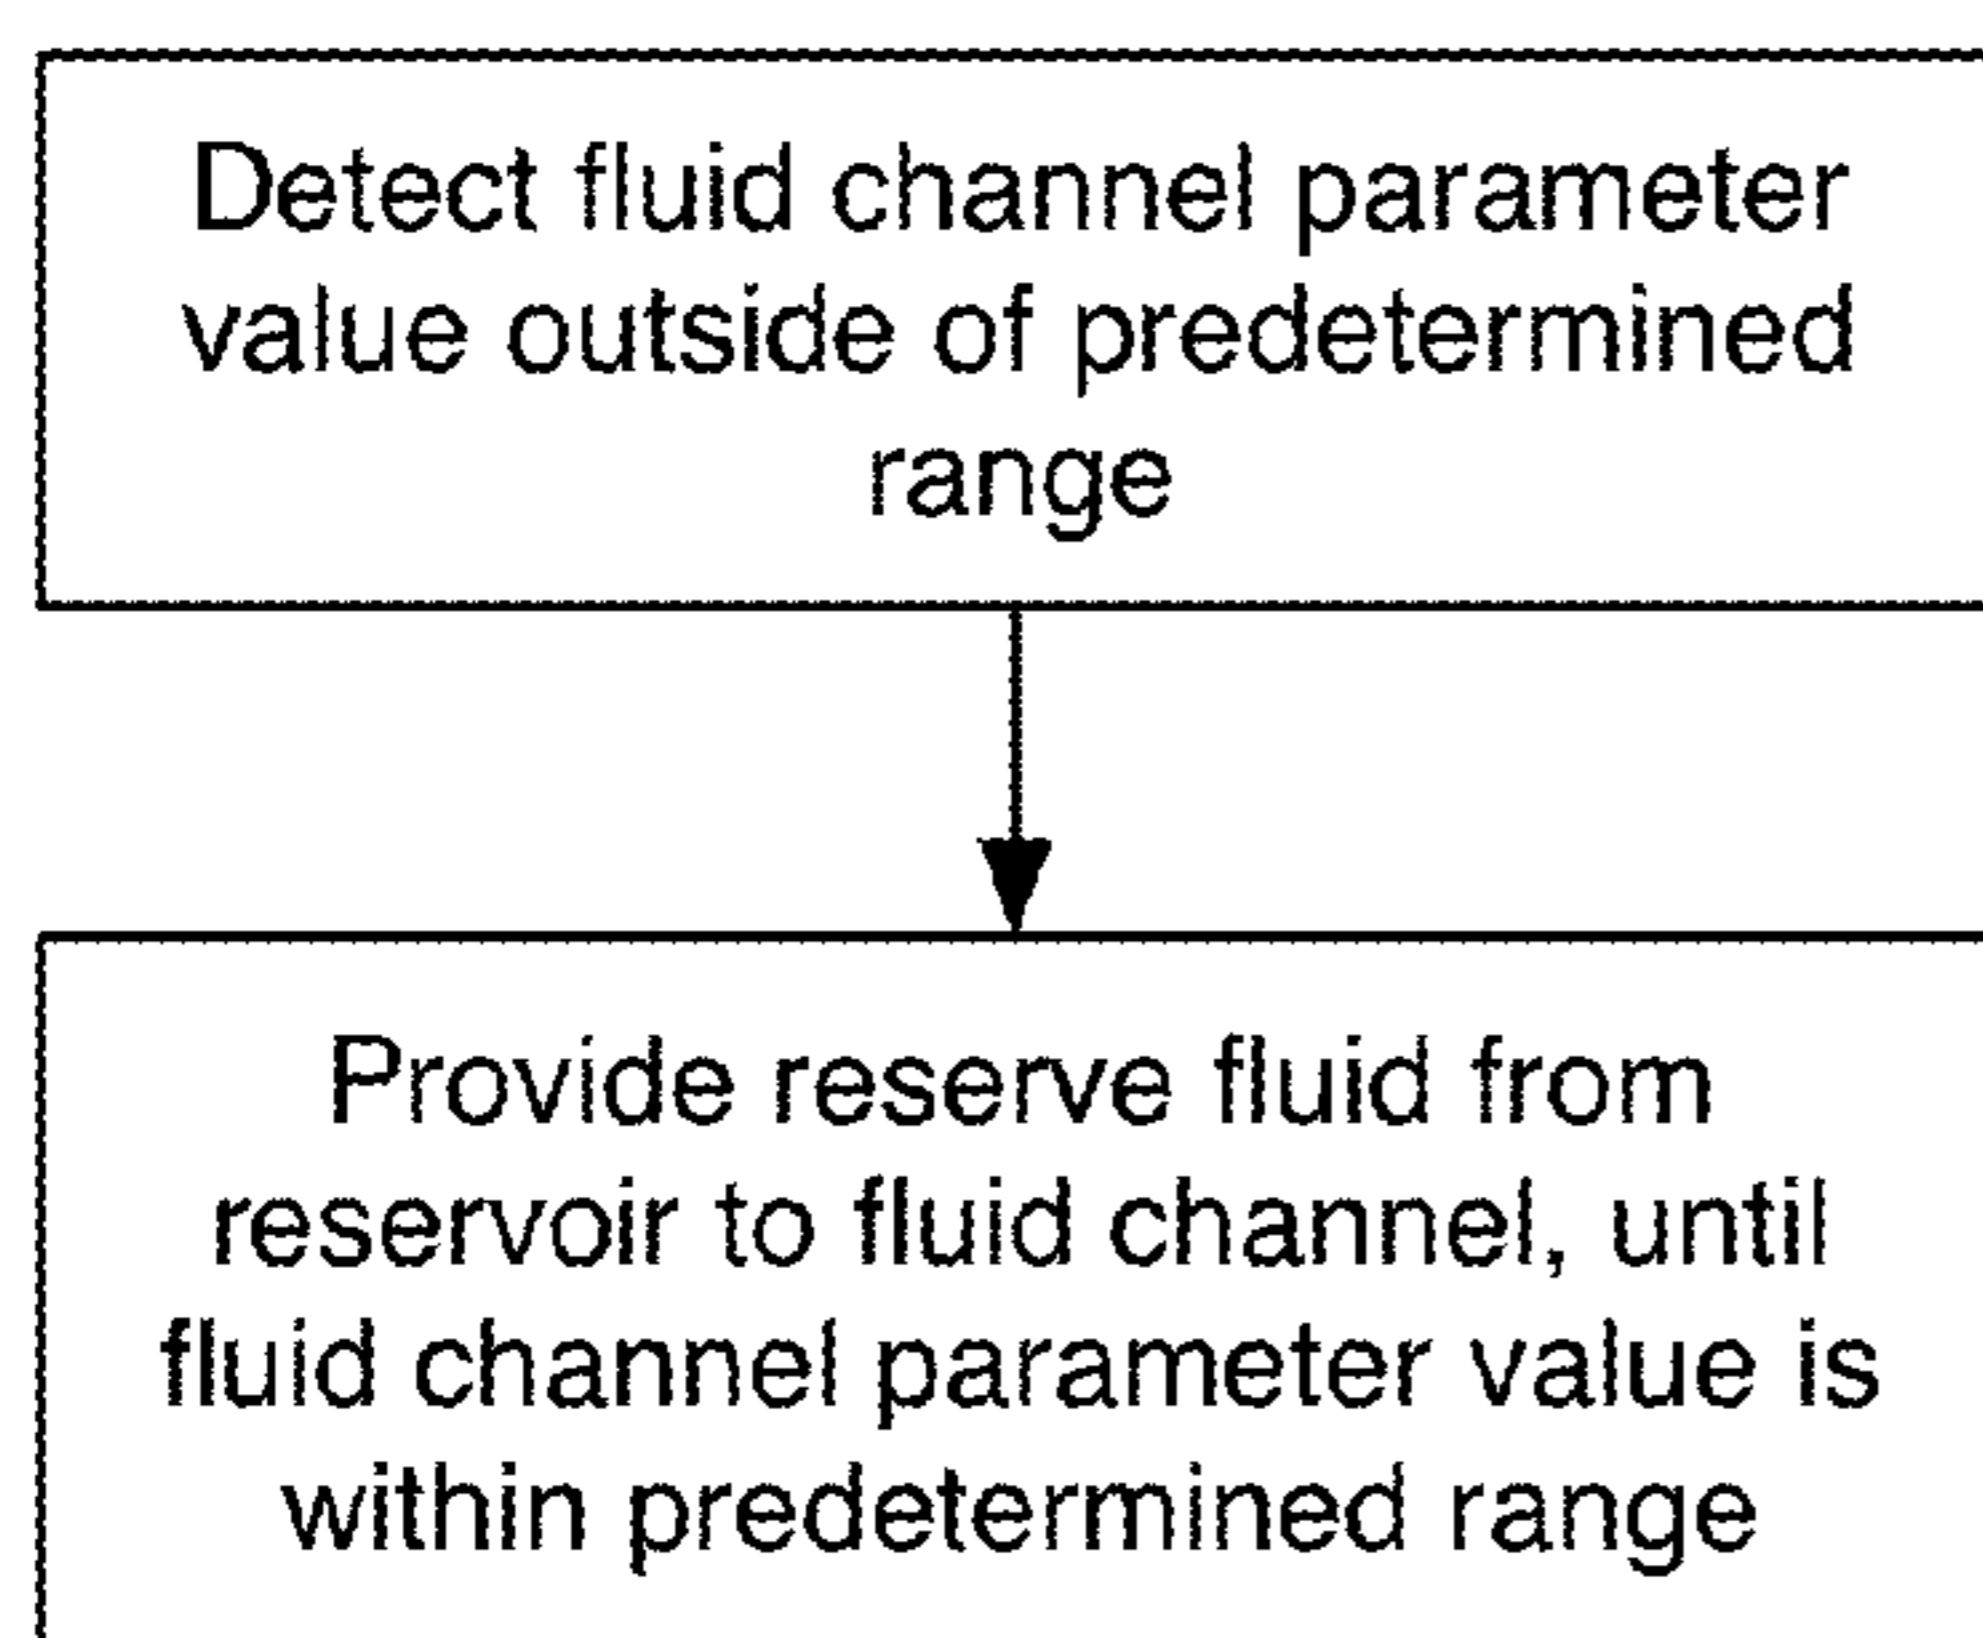 Detect fluid channel parameter
value outside of predetermined
range
Provide reserve fluid from
reservoir to fluid channel, until
fluid channel parameter value is
within predetermined range